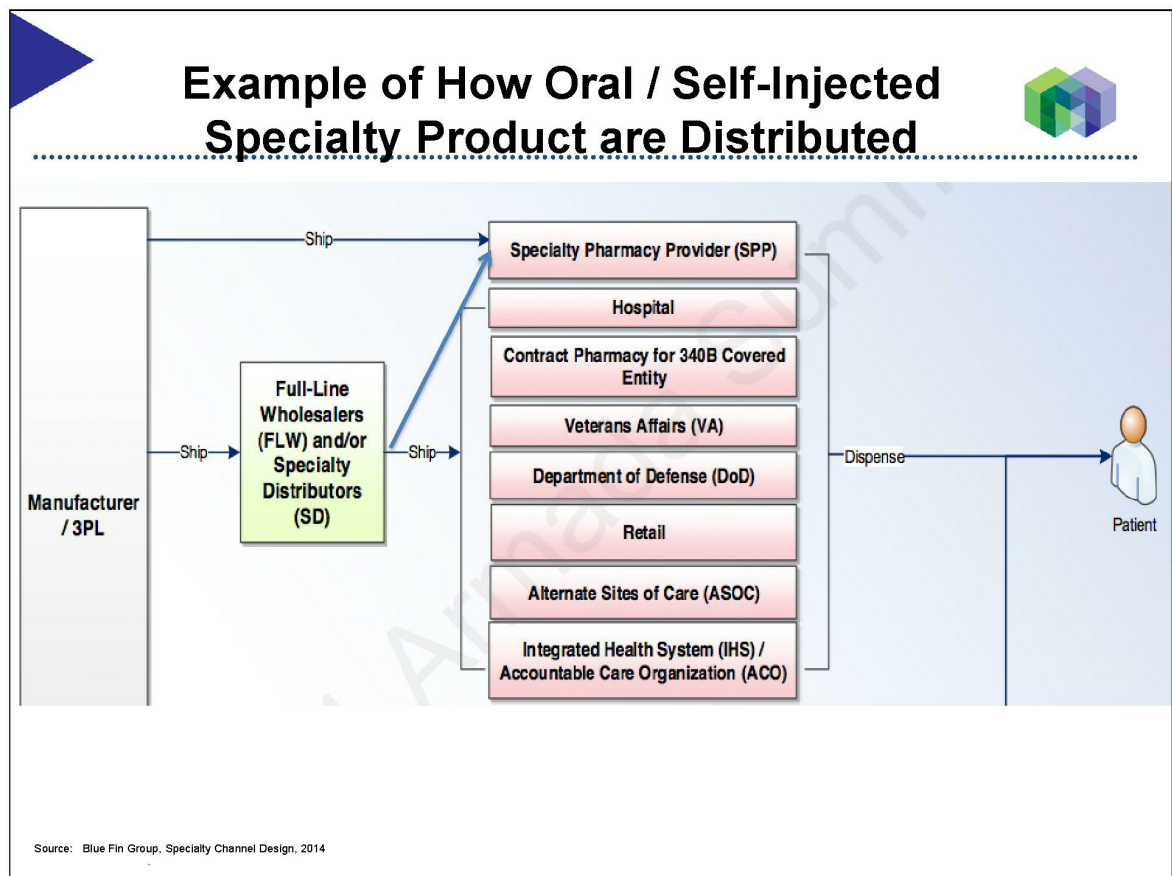 Example of How Oral / Self-Injected
Specialty Product are Distributed
Ship
Specialty Pharmacy Provider (SPP)
Hospital
Contract Pharmacy for 340B Covered
Entity
Full-Line
Wholesalers
(FLW) and/or
Specialty
Distributors
(SD)
Veterans Affairs (VA)
Ship
Ship
Dispense
Department of Defense (DoD)
Manufacturer
/ 3PL
Retail
Patient
Alternate Sites of Care (ASOC)
Integrated Health System (IHS) /
Accountable Care Organization (ACO)
Armada
Source: Blue Fin Group, Specialty Channel Design, 2014